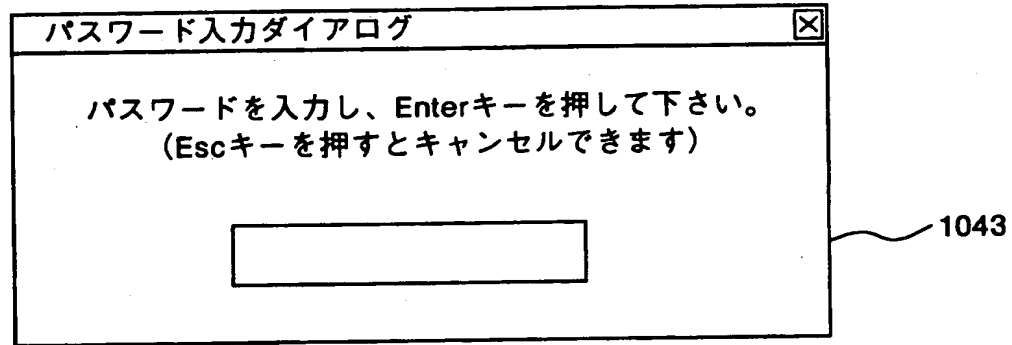 パスワード入力ダイアログ
パスワードを入力し、Enterキーを押して下さい。
(Escキーを押すとキャンセルできます)
1043